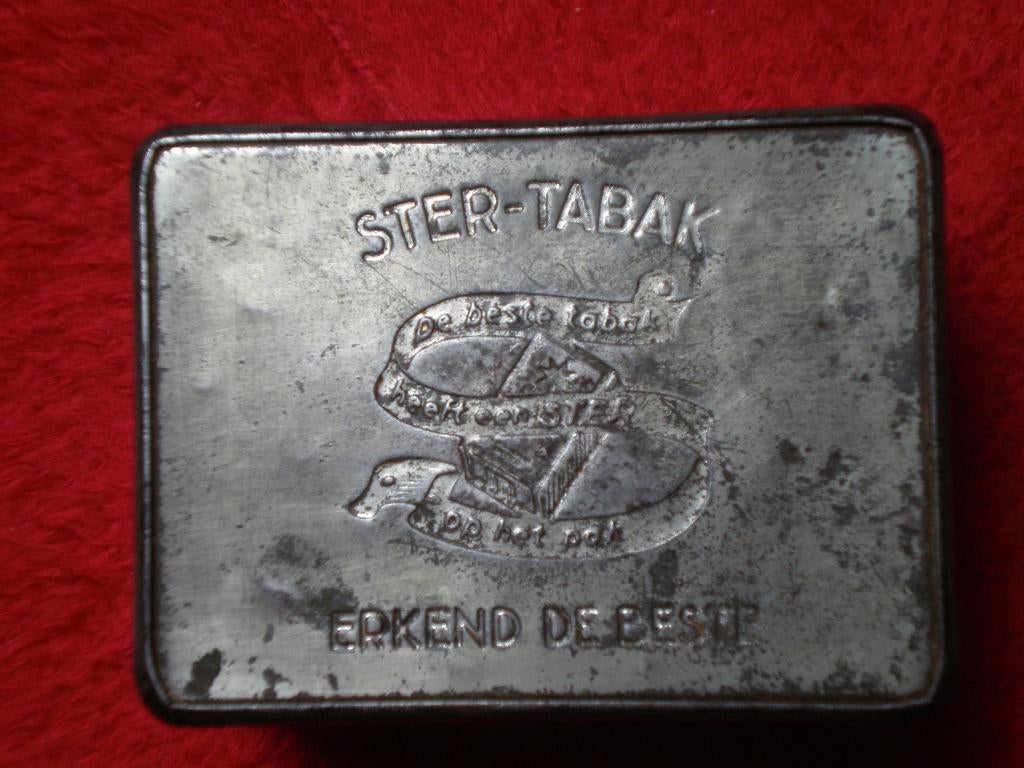 STER-TABAK
De beste tabak
heeft een STER
op het pak
ERKEND DE BESTE